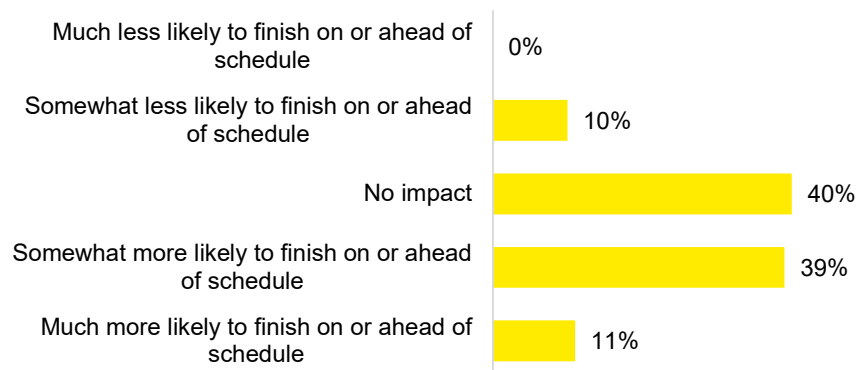 Much less likely to finish on or ahead of
schedule
0%
Somewhat less likely to finish on or ahead
of schedule
10%
No impact
40%
Somewhat more likely to finish on or ahead
of schedule
39%
Much more likely to finish on or ahead of
schedule
11%